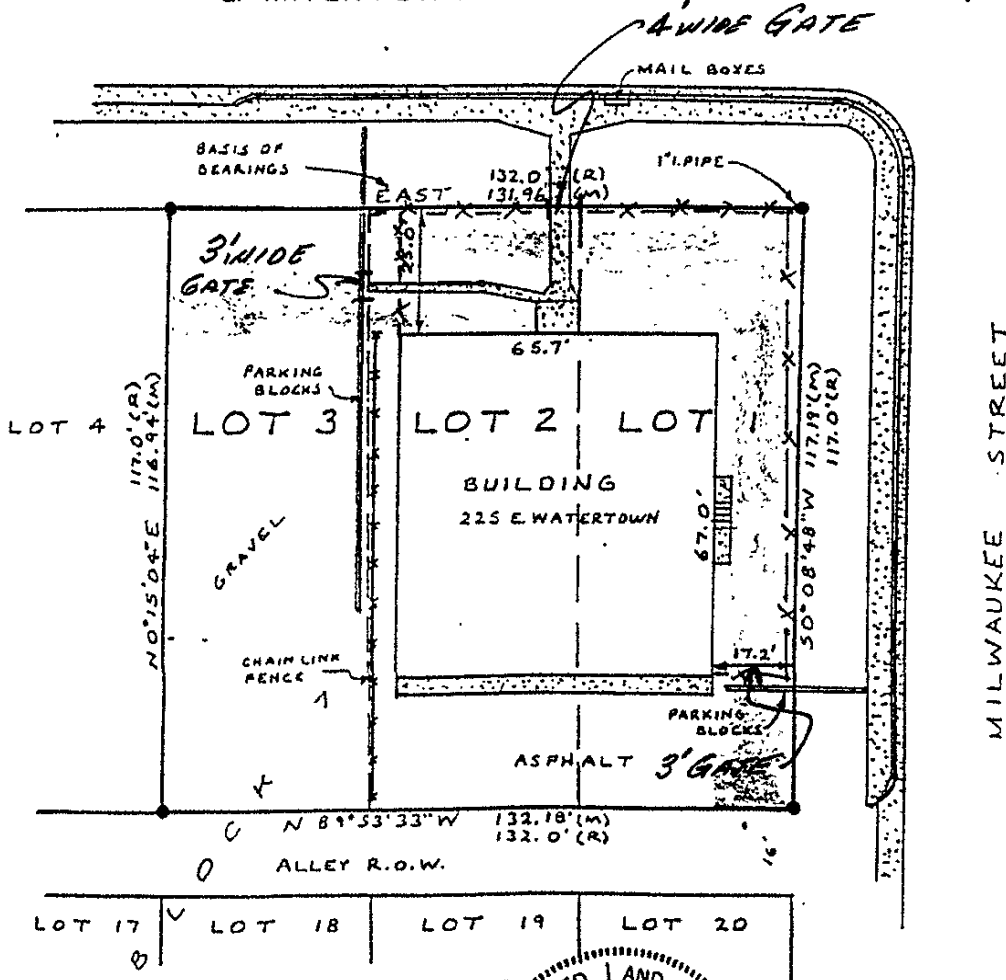 4' WIDE GATE
MAIL BOXES
BASIS OF
BEARINGS
1" I. PIPE
132.0' (R)
EAST 131.96 (M)
25.0'
3' WIDE
GATE
65.7'
PARKING
BLOCKS
117.0'(R)
116.94'(M)
N0°15'04"E
LOT 4
LOT 3
LOT 2
LOT 1
117.19'(M)
117.0'(R)
S0°08'48"W
MILWAUKEE STREET
BUILDING
225 E. WATERTOWN
67.0'
GRAVEL
17.2'
CHAIN LINK
FENCE
PARKING
BLOCKS
ASPHALT
3' GATE
N 89°53'33"W 132.18'(M)
132.0'(R)
16'
ALLEY R.O.W.
LOT 17
LOT 18
LOT 19
LOT 20
LAND